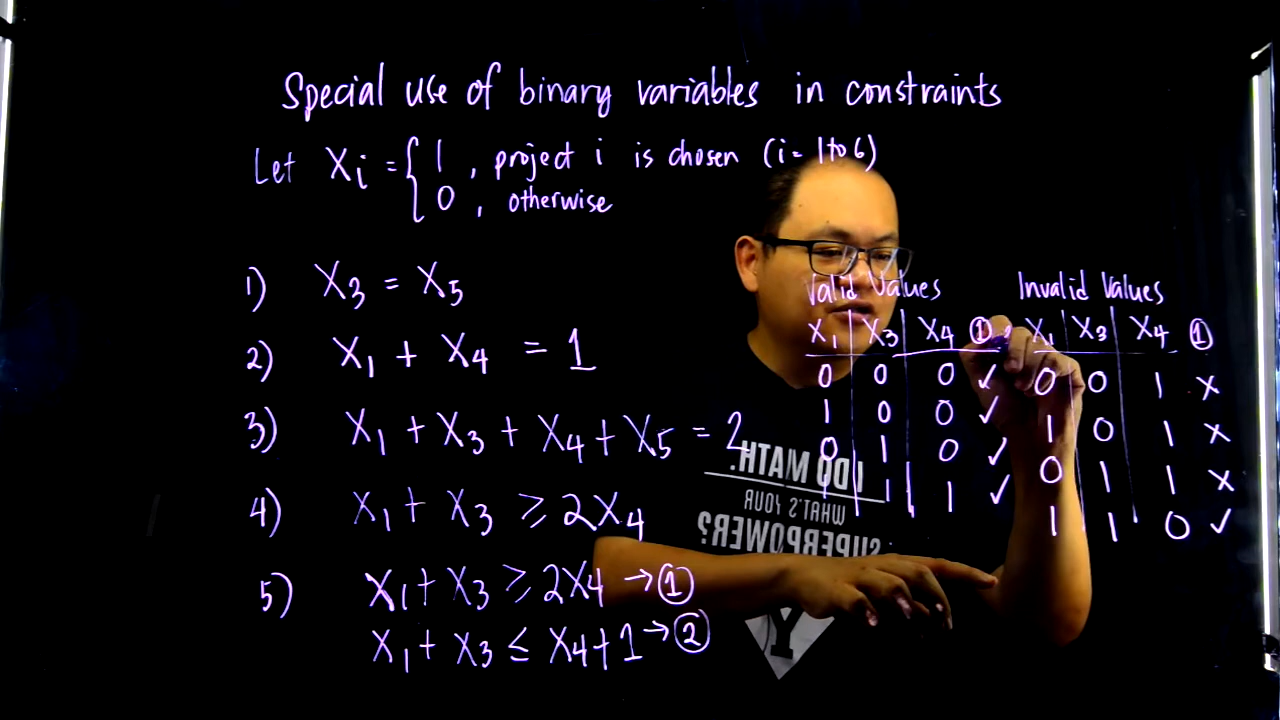 Special use of binary variables in constraints
Let Xi = { 1 , project i is chosen (i = 1 to 6)
0 , otherwise
1) X3 = X5
2) X1 + X4 = 1
3) X1 + X3 + X4 + X5 = 2
4) X1 + X3 ≥ 2X4
5) X1 + X3 ≥ 2X4 → ①
X1 + X3 ≤ X4 + 1 → ②
Valid Values
X1 X3 X4 ①
0 0 0 ✓
1 0 0 ✓
0 1 0 ✓
1 1 1 ✓
Invalid Values
X1 X3 X4 ①
0 0 1 x
1 0 1 x
0 1 1 x
1 1 0 ✓
I DO MATH.
WHAT'S YOUR
SUPERPOWER?